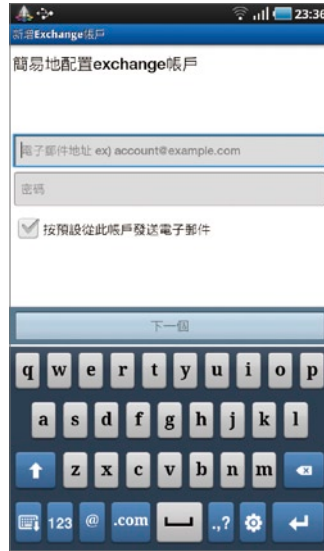 23:36
新增Exchange帳戶
簡易地配置exchange帳戶
電子郵件地址 ex) account@example.com
密碼
按預設從此帳戶發送電子郵件
下一個
q w e r t y u i o p
a s d f g h j k l
z x c v b n m
123 @ .com .,?